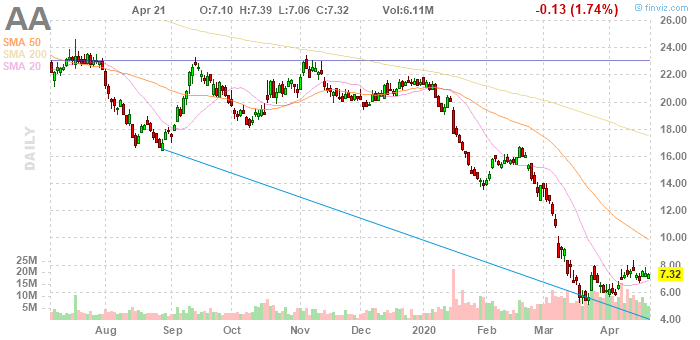 AA
Apr 21 O:7.10 H:7.39 L:7.06 C:7.32 Vol:6.11M -0.13 (1.74%)
© finviz.com
SMA 50
SMA 200
SMA 20
DAILY
26.00
24.00
22.00
20.00
18.00
16.00
14.00
12.00
10.00
8.00
7.32
6.00
4.00
25M
20M
15M
10M
5M
Aug Sep Oct Nov Dec 2020 Feb Mar Apr